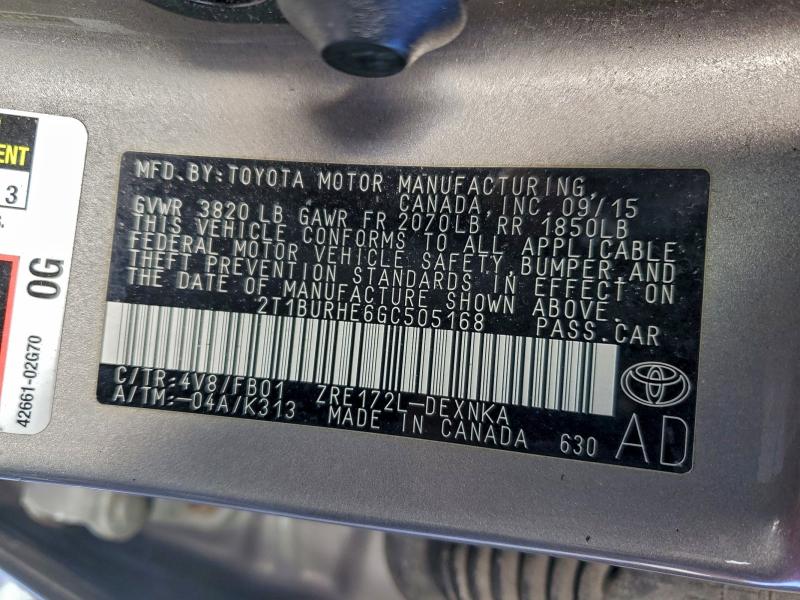 ENT
3
0G
42661-02G70
MFD.BY:TOYOTA MOTOR MANUFACTURING,
CANADA, INC. 09/15
GVWR 3820 LB GAWR FR 2070LB RR 1850LB
THIS VEHICLE CONFORMS TO ALL APPLICABLE
FEDERAL MOTOR VEHICLE SAFETY, BUMPER AND
THEFT PREVENTION STANDARDS IN EFFECT ON
THE DATE OF MANUFACTURE SHOWN ABOVE.
2T1BURHE6GC505168 PASS.CAR
C/TR:4V8/FB01 ZRE172L-DEXNKA
A/TM:-04A/K313 MADE IN CANADA 630 AD